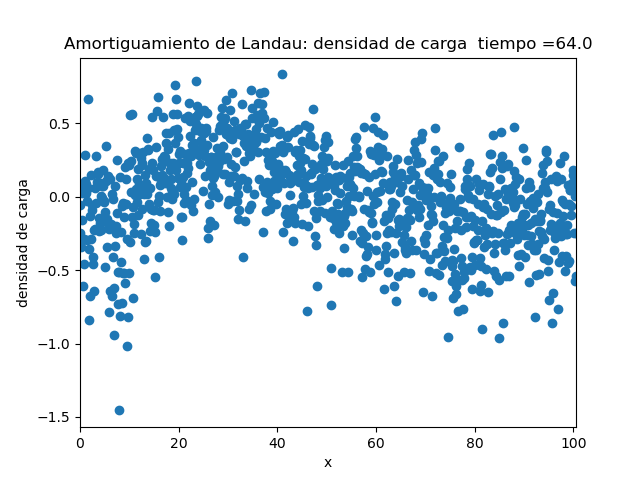 Amortiguamiento de Landau: densidad de carga  tiempo =64.0
densidad de carga
0.5
0.0
−0.5
−1.0
−1.5
0 20 40 60 80 100
x